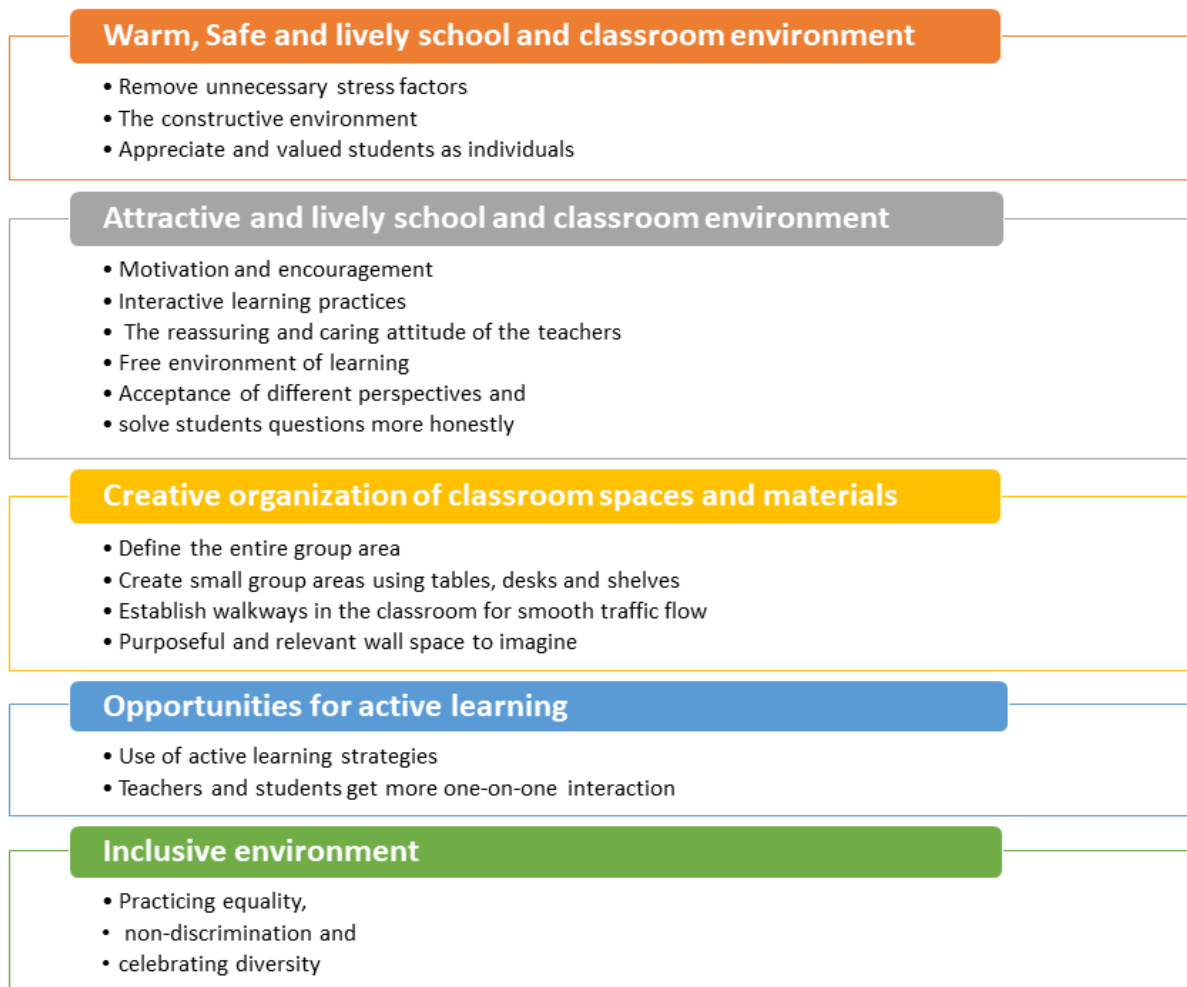 Warm, Safe and lively school and classroom environment
• Remove unnecessary stress factors
• The constructive environment
• Appreciate and valued students as individuals
Attractive and lively school and classroom environment
• Motivation and encouragement
• Interactive learning practices
• The reassuring and caring attitude of the teachers
• Free environment of learning
• Acceptance of different perspectives and
• solve students questions more honestly
Creative organization of classroom spaces and materials
• Define the entire group area
• Create small group areas using tables, desks and shelves
• Establish walkways in the classroom for smooth traffic flow
• Purposeful and relevant wall space to imagine
Opportunities for active learning
• Use of active learning strategies
• Teachers and students get more one-on-one interaction
Inclusive environment
• Practicing equality,
• non-discrimination and
• celebrating diversity